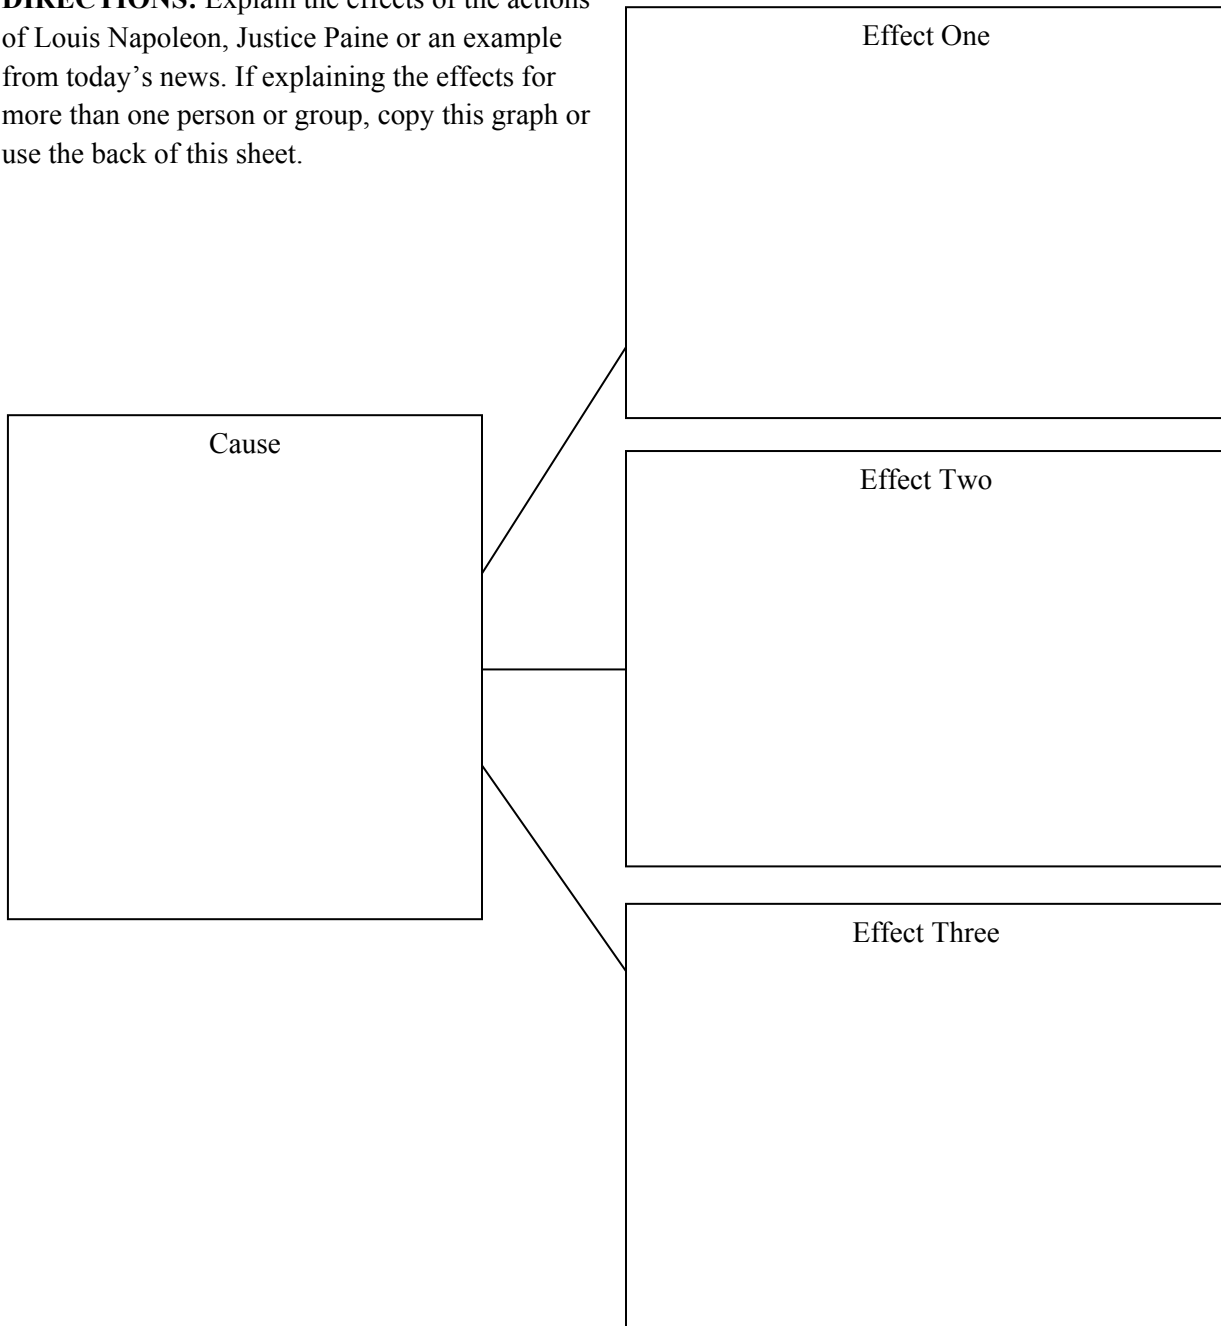 DIRECTIONS: Explain the effects of the actions
of Louis Napoleon, Justice Paine or an example
from today’s news. If explaining the effects for
more than one person or group, copy this graph or
use the back of this sheet.
Effect One
Cause
Effect Two
Effect Three